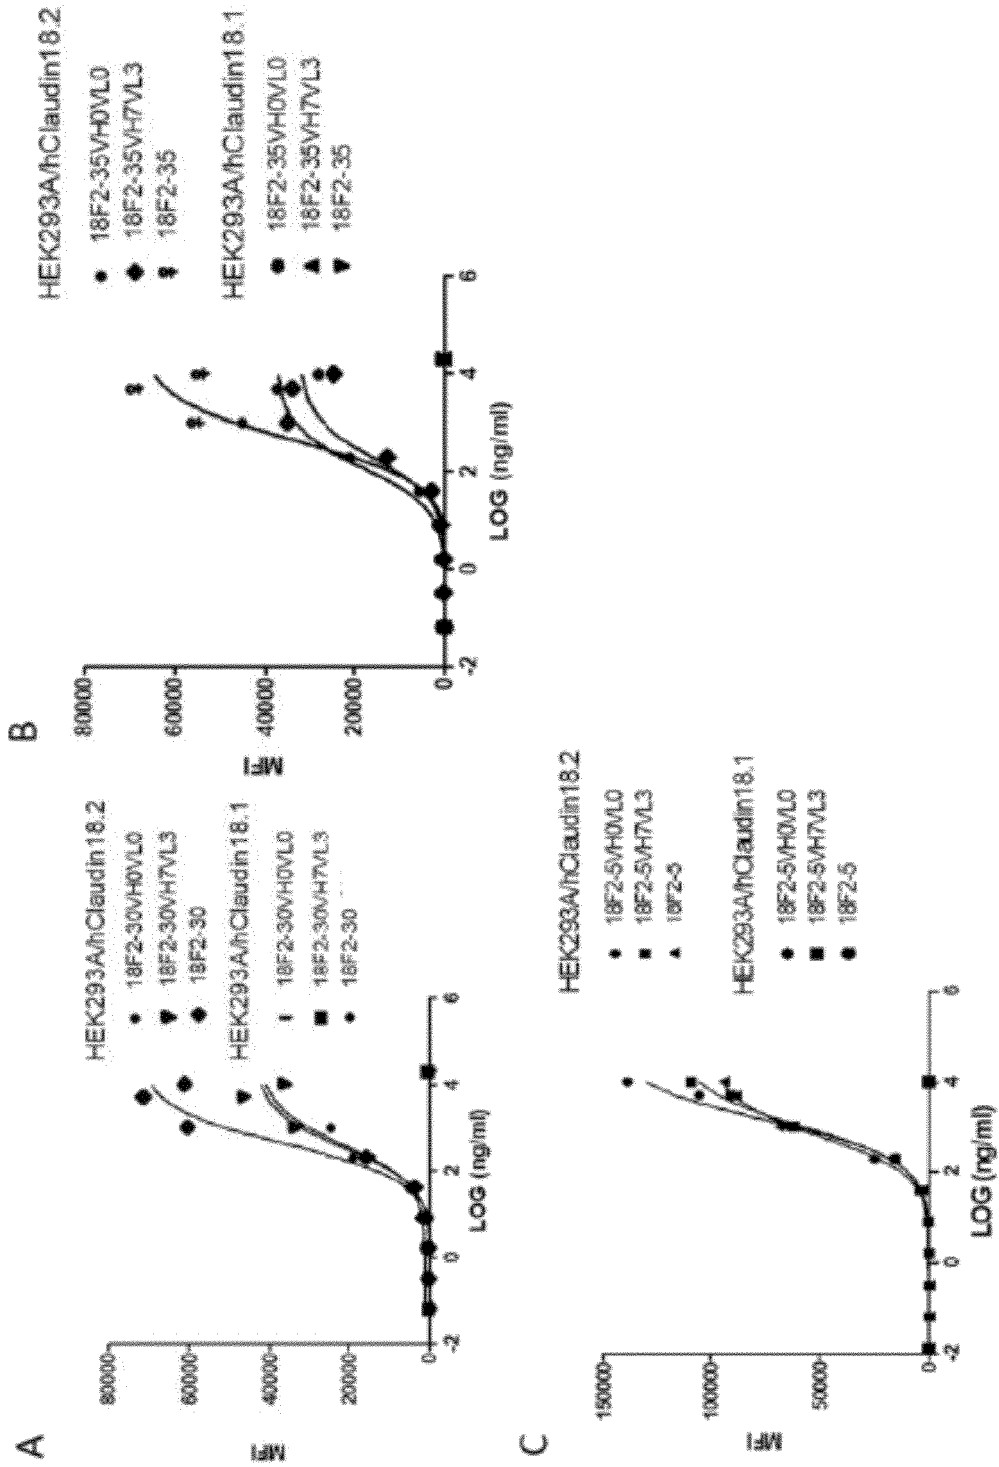 A
80000
60000
40000
20000
0
-2
0
2
4
6
MFI
LOG (ng/ml)
HEK293A/hClaudin18.2
18F2-30VH0VL0
18F2-30VH7VL3
18F2-30
HEK293A/hClaudin18.1
18F2-30VH0VL0
18F2-30VH7VL3
18F2-30
B
80000
60000
40000
20000
0
-2
0
2
4
6
MFI
LOG (ng/ml)
HEK293A/hClaudin18.2
18F2-35VH0VL0
18F2-35VH7VL3
18F2-35
HEK293A/hClaudin18.1
18F2-35VH0VL0
18F2-35VH7VL3
18F2-35
C
150000
100000
50000
0
-2
0
2
4
6
MFI
LOG (ng/ml)
HEK293A/hClaudin18.2
18F2-5VH0VL0
18F2-5VH7VL3
18F2-5
HEK293A/hClaudin18.1
18F2-5VH0VL0
18F2-5VH7VL3
18F2-5